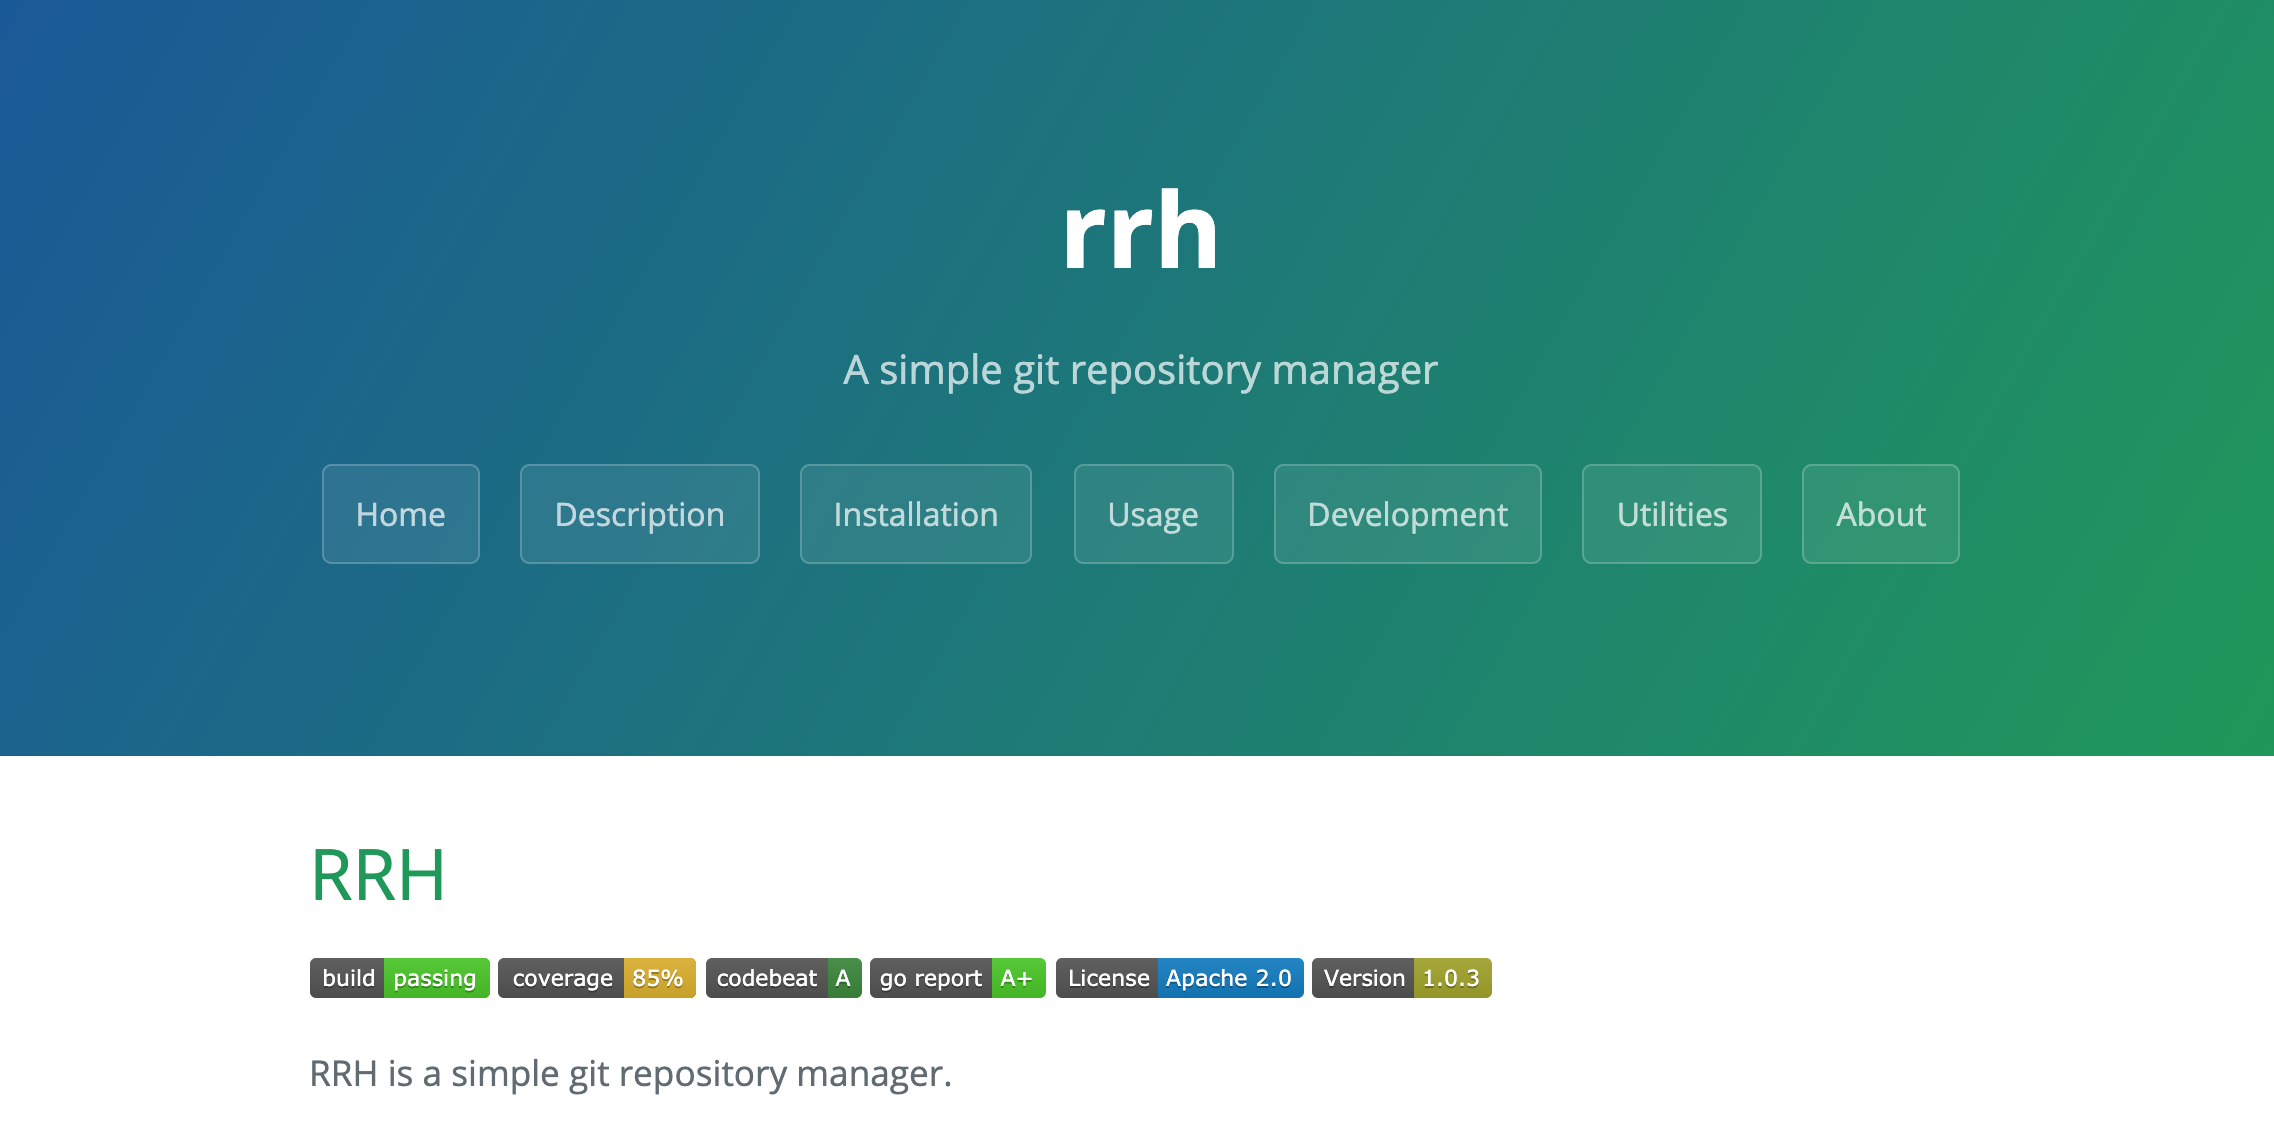 rrh
A simple git repository manager
Home Description Installation Usage Development Utilities About
RRH
build passing coverage 85% codebeat A go report A+ License Apache 2.0 Version 1.0.3
RRH is a simple git repository manager.